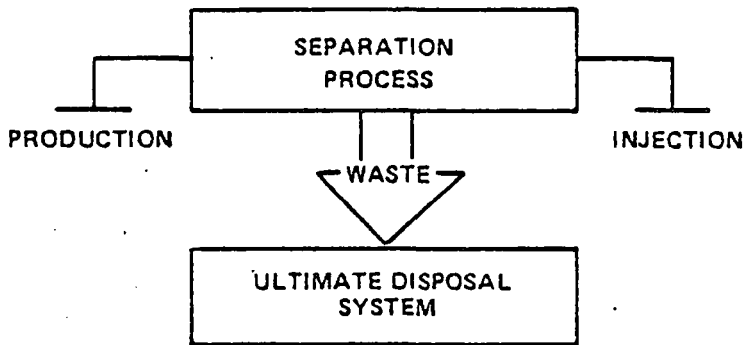 SEPARATION
PROCESS
PRODUCTION
INJECTION
WASTE
ULTIMATE DISPOSAL
SYSTEM